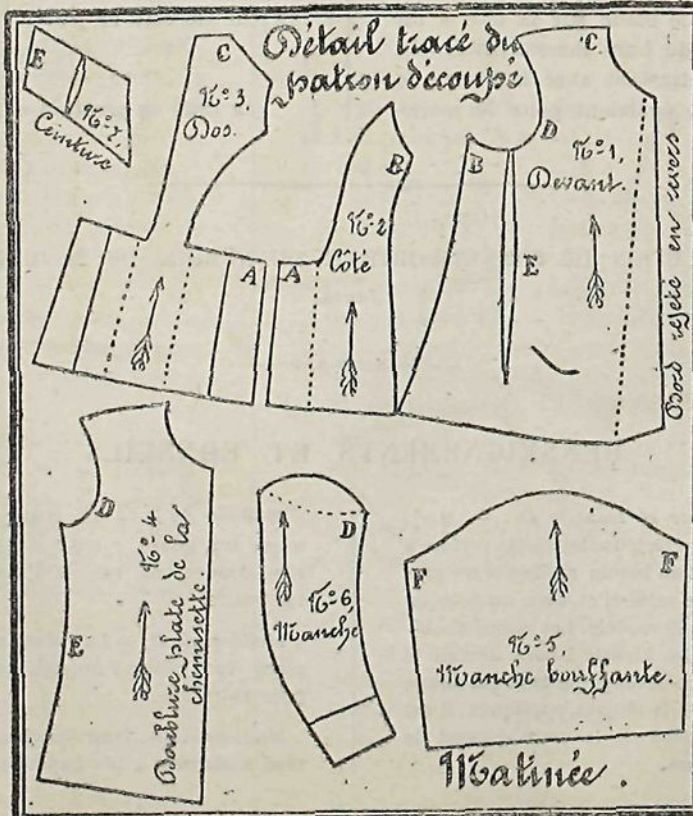 Détail tracé du
patron découpé
E
N° 7,
Ceinture
C
N° 3,
Dos.
A
A
N° 2
Côté
B
B
C
D
N° 1,
Devant.
E
Bord rejeté en revers
D
E
N° 4
Doublure plate de la
chemisette.
D
N° 6,
Manche
F
F
N° 5,
Manche bouffante.
Matinée.